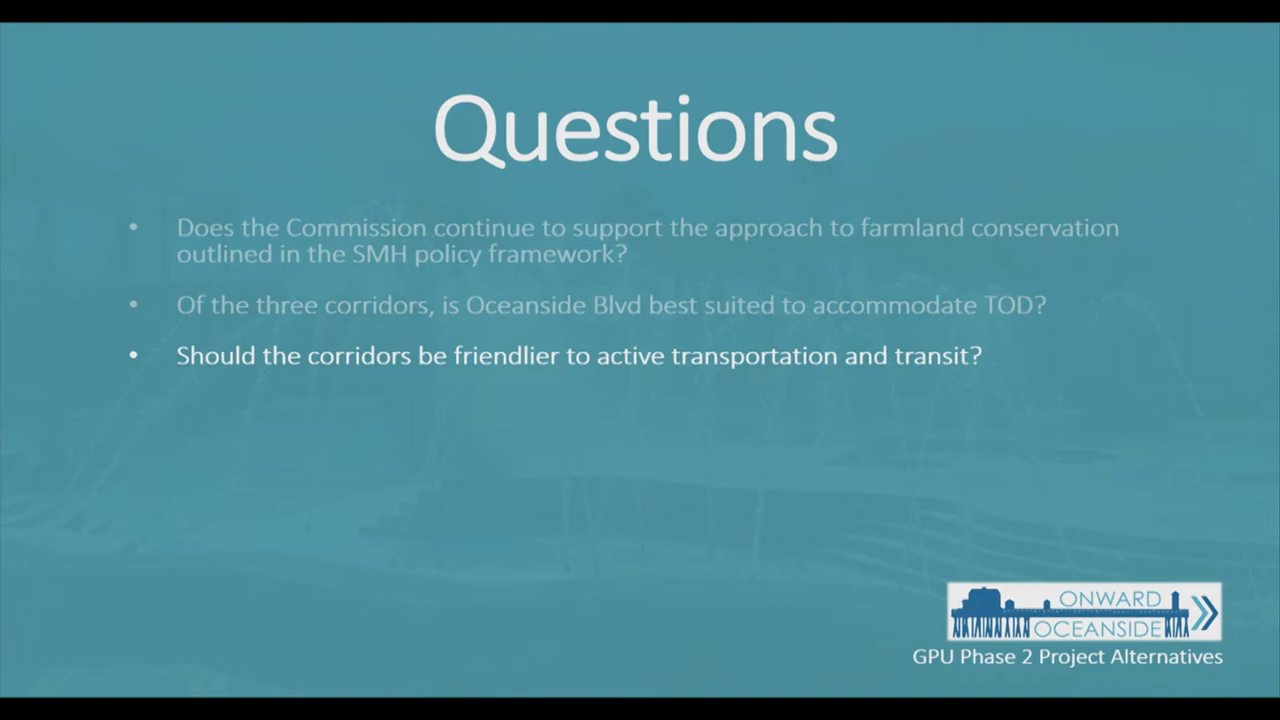 Questions
• Does the Commission continue to support the approach to farmland conservation
outlined in the SMH policy framework?
• Of the three corridors, is Oceanside Blvd best suited to accommodate TOD?
• Should the corridors be friendlier to active transportation and transit?
ONWARD
OCEANSIDE
GPU Phase 2 Project Alternatives